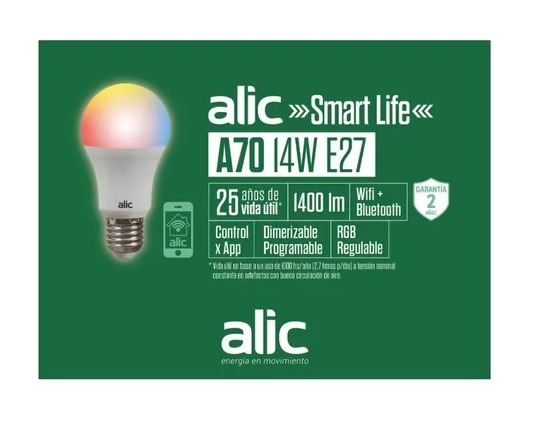 alic »»Smart Life««
A70 14W E27
25 años de vida útil*
1400 lm
Wifi + Bluetooth
GARANTÍA
2
años
Control x App
Dimerizable Programable
RGB Regulable
* Vida útil en base a un uso de 1000 hs/año (2.7 horas p/día) a tensión nominal
constante en artefactos con buena circulación de aire.
alic
alic
alic
energía en movimiento